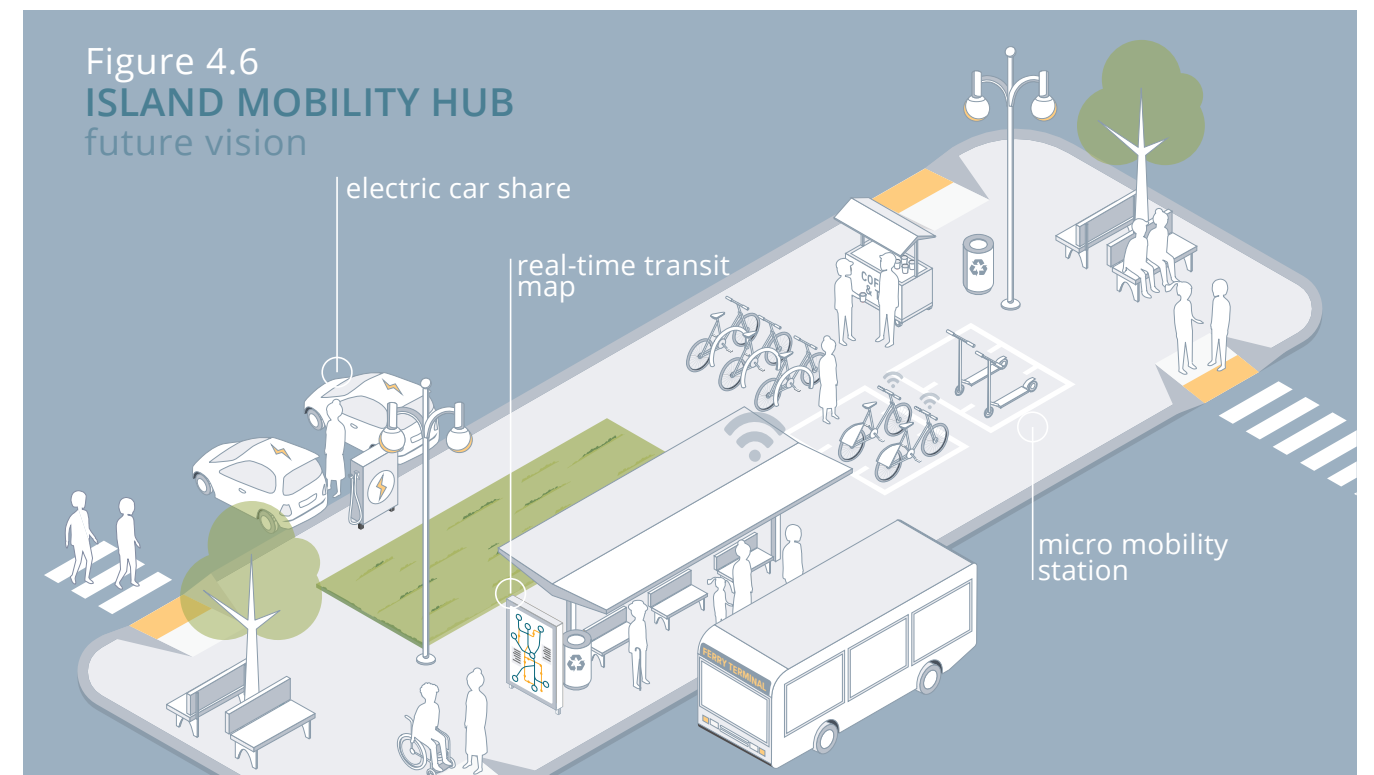 Figure 4.6
ISLAND MOBILITY HUB
future vision
electric car share
real-time transit
map
micro mobility
station
FERRY TERMINAL